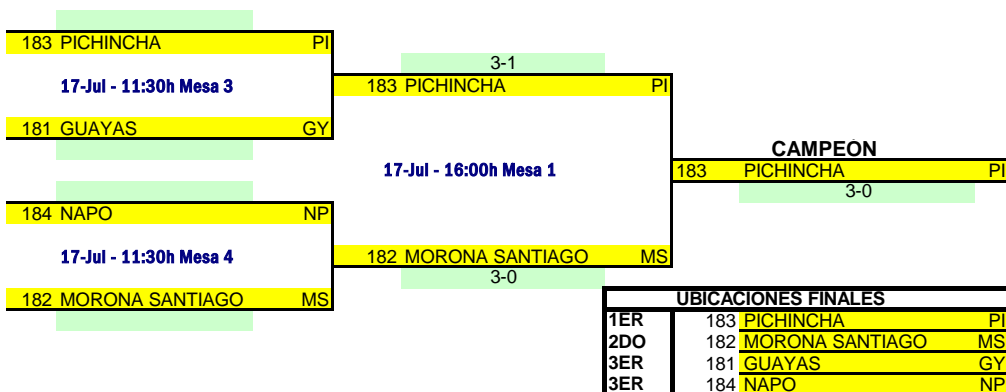 183 PICHINCHA PI
17-Jul - 11:30h Mesa 3
181 GUAYAS GY
184 NAPO NP
17-Jul - 11:30h Mesa 4
182 MORONA SANTIAGO MS
3-1
183 PICHINCHA PI
17-Jul - 16:00h Mesa 1
182 MORONA SANTIAGO MS
3-0
CAMPEÓN
183 PICHINCHA PI
3-0
UBICACIONES FINALES
1ER 183 PICHINCHA PI
2DO 182 MORONA SANTIAGO MS
3ER 181 GUAYAS GY
3ER 184 NAPO NP